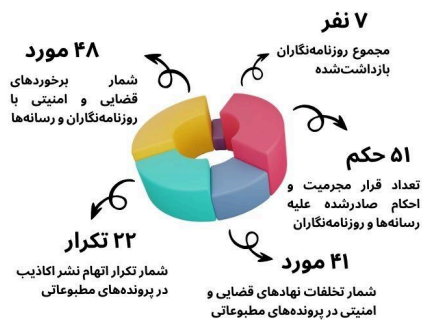 ۷ نفر
مجموع روزنامه‌نگاران
بازداشت‌شده
۴۸ مورد
شمار برخوردهای
قضایی و امنیتی با
روزنامه‌نگاران و رسانه‌ها
۵۱ حکم
تعداد قرار مجرمیت و
احکام صادرشده علیه
رسانه‌ها و روزنامه‌نگاران
۲۲ تکرار
شمار تکرار اتهام نشر اکاذیب
در پرونده‌های مطبوعاتی
۴۱ مورد
شمار تخلفات نهادهای قضایی و
امنیتی در پرونده‌های مطبوعاتی